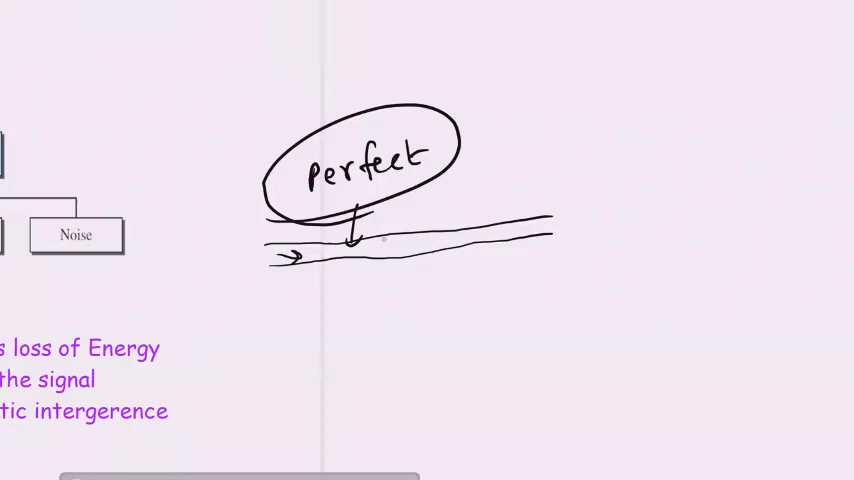 Perfect
Noise
s loss of Energy
the signal
tic intergerence